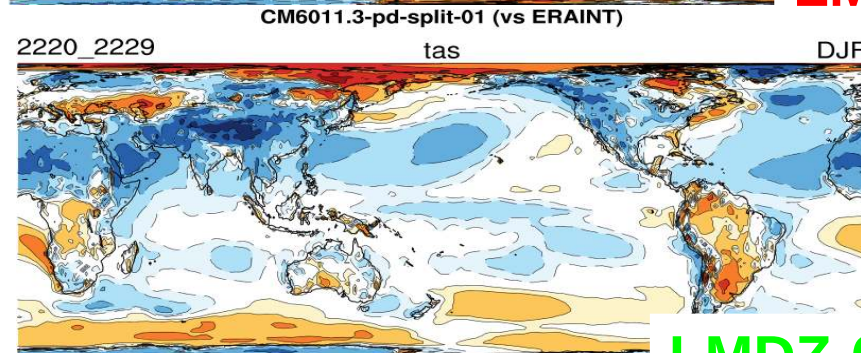 CM6011.3-pd-split-01 (vs ERAINT)
2220_2229 tas DJF